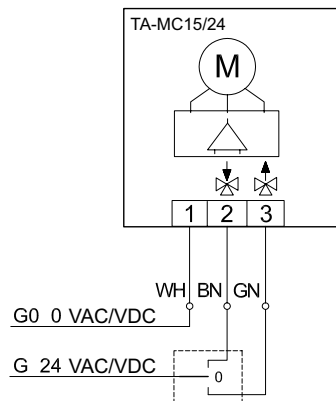 TA-MC15/24
M
1 2 3
WH BN GN
G0 0 VAC/VDC
G 24 VAC/VDC
0